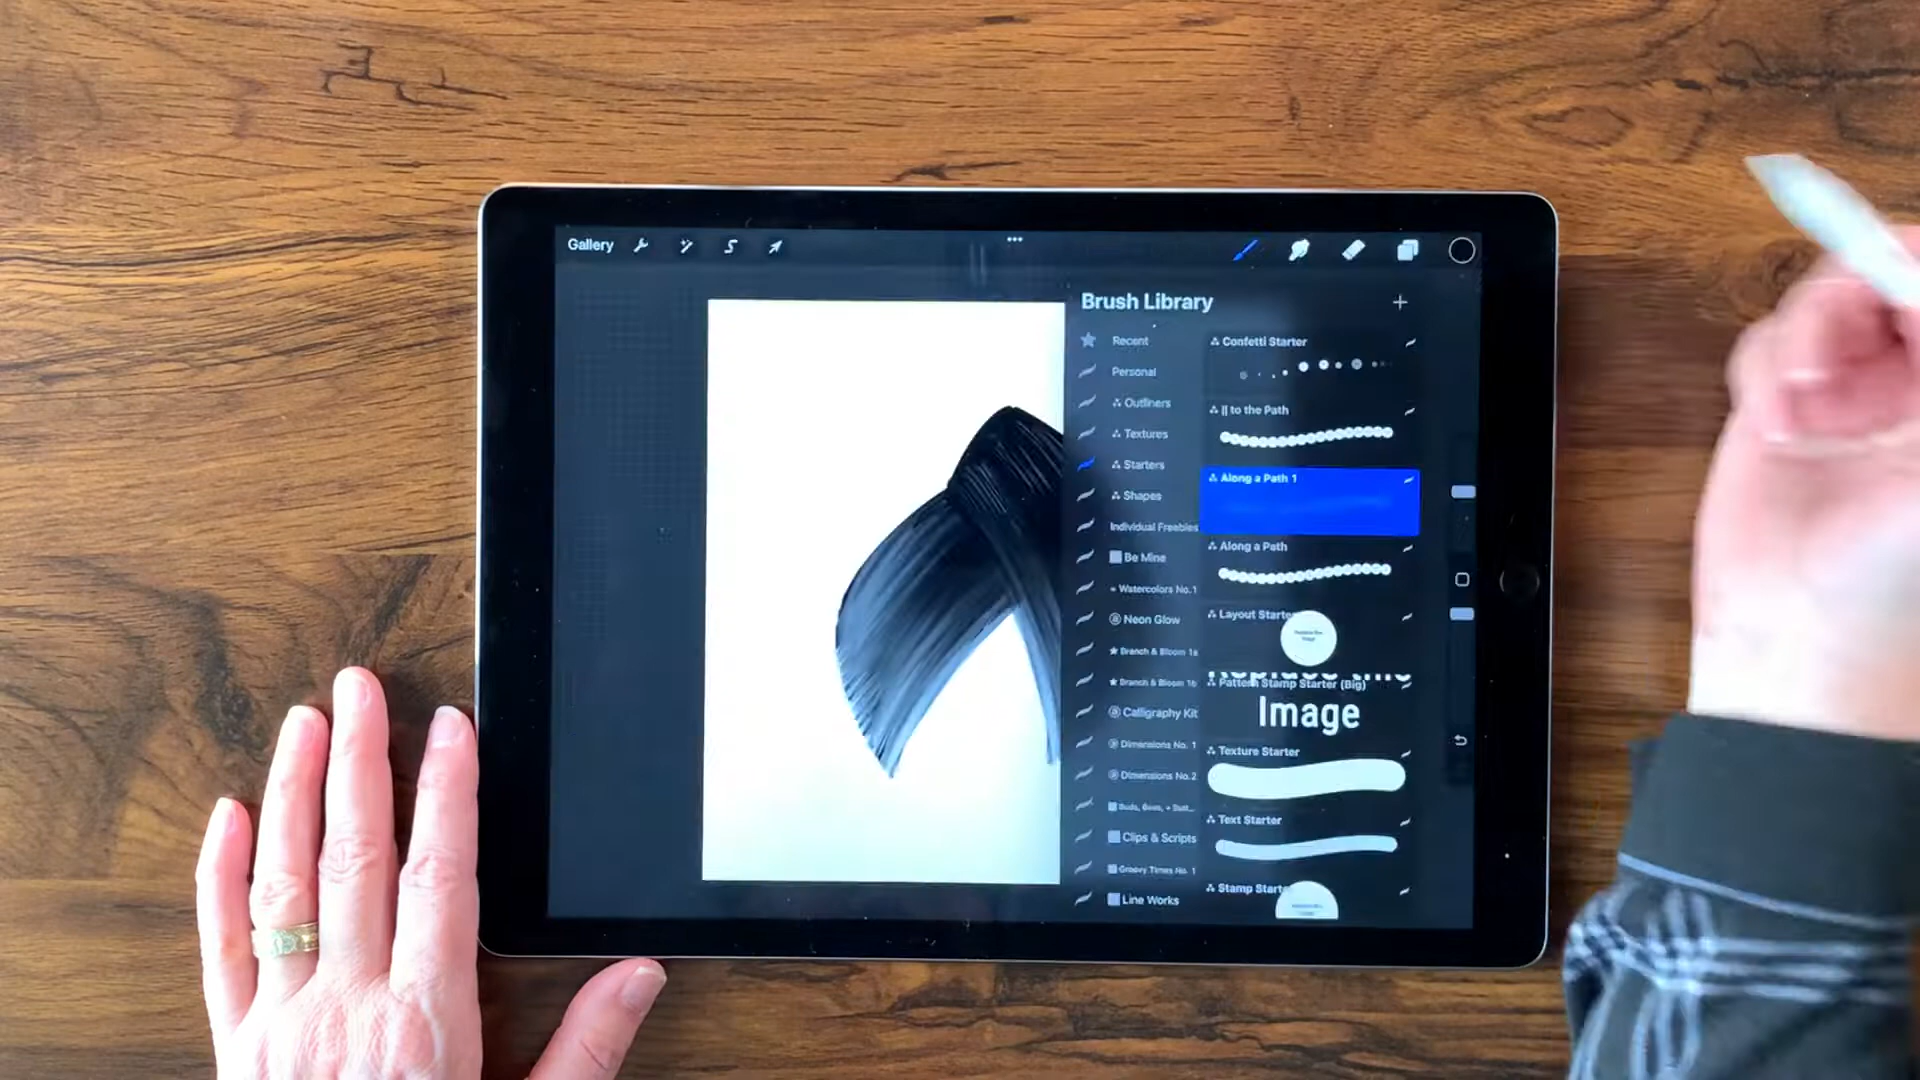 Gallery
Brush Library
Recent
Personal
Outliners
Textures
Starters
Shapes
Individual Freebies
Be Mine
Watercolors No.1
Neon Glow
Branch & Bloom 1a
Branch & Bloom 1b
Calligraphy Kit
Dimensions No. 1
Dimensions No.2
Clips & Scripts
Groovy Times No. 1
Line Works
Confetti Starter
|| to the Path
Along a Path 1
Along a Path
Layout Starter
Pattern Stamp Starter (Big)
Image
Texture Starter
Text Starter
Stamp Starte